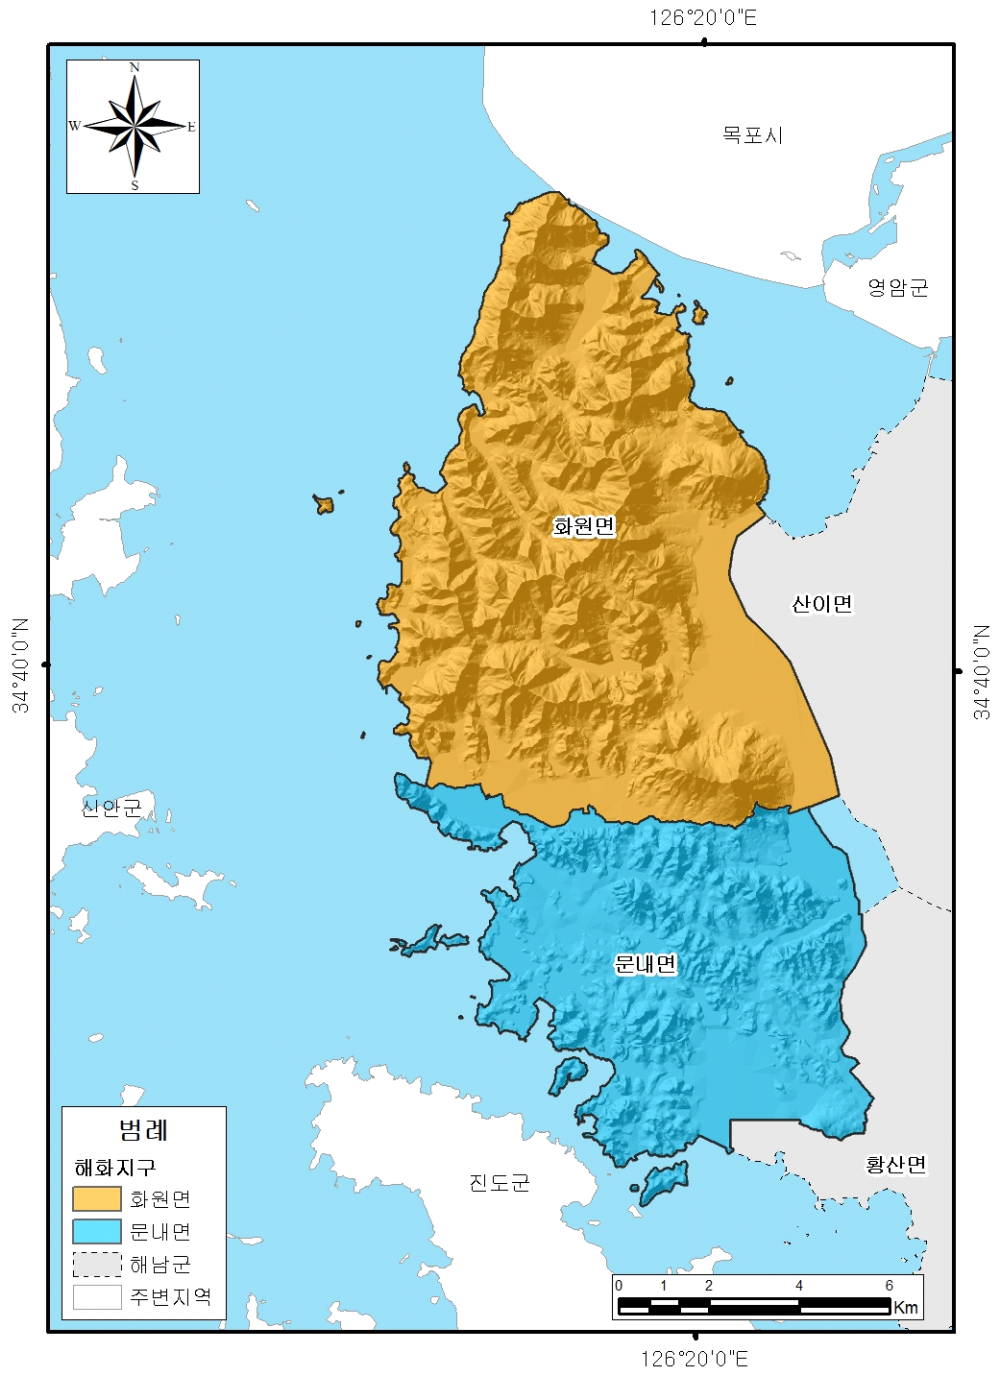 126°20'0"E
N
W
E
S
목포시
영암군
화원면
산이면
34°40'0"N
34°40'0"N
신안군
문내면
범례
해화지구
화원면
문내면
해남군
주변지역
진도군
황산면
0 1 2 4 6
Km
126°20'0"E